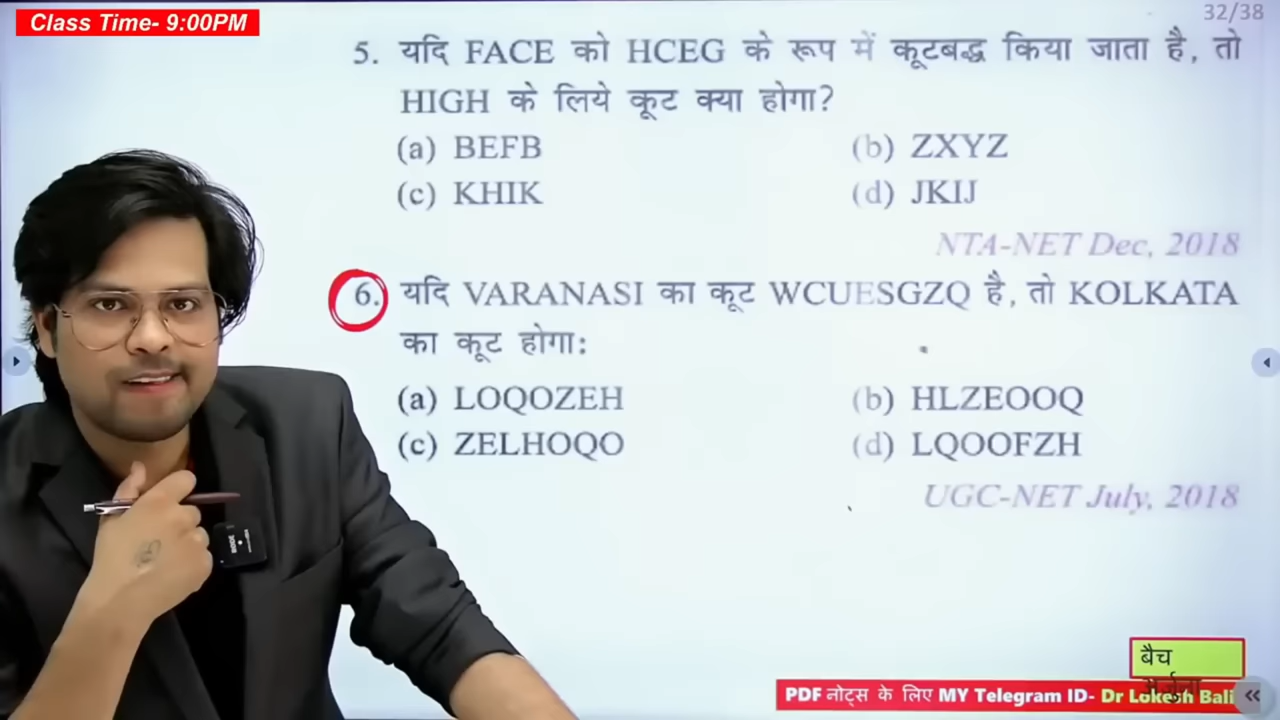 Class Time- 9:00PM
32/38
5. यदि FACE को HCEG के रूप में कूटबद्ध किया जाता है, तो
HIGH के लिये कूट क्या होगा?
(a) BEFB (b) ZXYZ
(c) KHIK (d) JKIJ
NTA-NET Dec, 2018
6. यदि VARANASI का कूट WCUESGZQ है, तो KOLKATA
का कूट होगा:
(a) LOQOZEH (b) HLZEOOQ
(c) ZELHOQO (d) LQOOFZH
UGC-NET July, 2018
बैच
PDF नोट्स के लिए MY Telegram ID- Dr Lokesh Bali